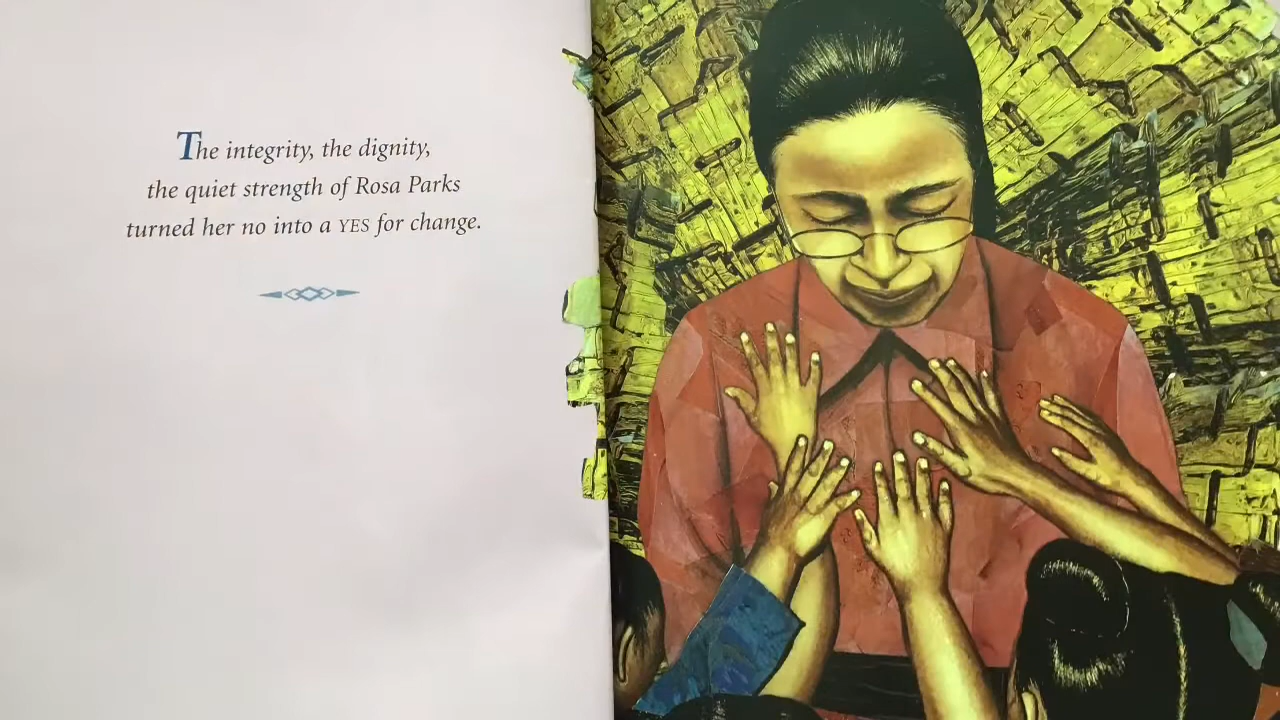 The integrity, the dignity,
the quiet strength of Rosa Parks
turned her no into a YES for change.